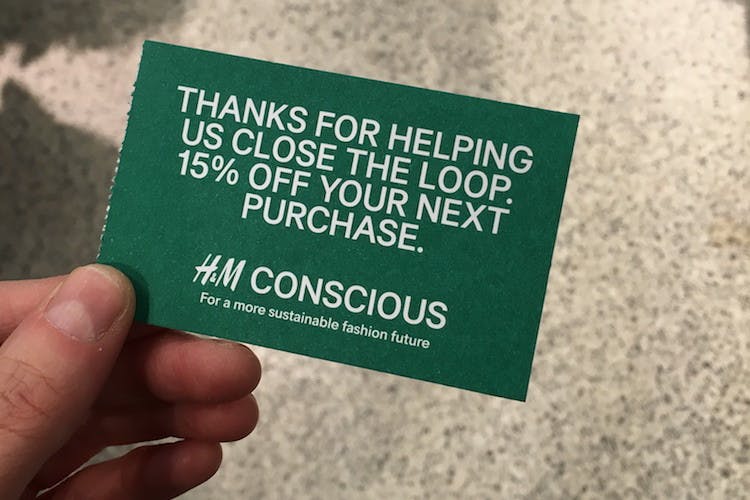 THANKS FOR HELPING
US CLOSE THE LOOP.
15% OFF YOUR NEXT
PURCHASE.
H&M CONSCIOUS
For a more sustainable fashion future